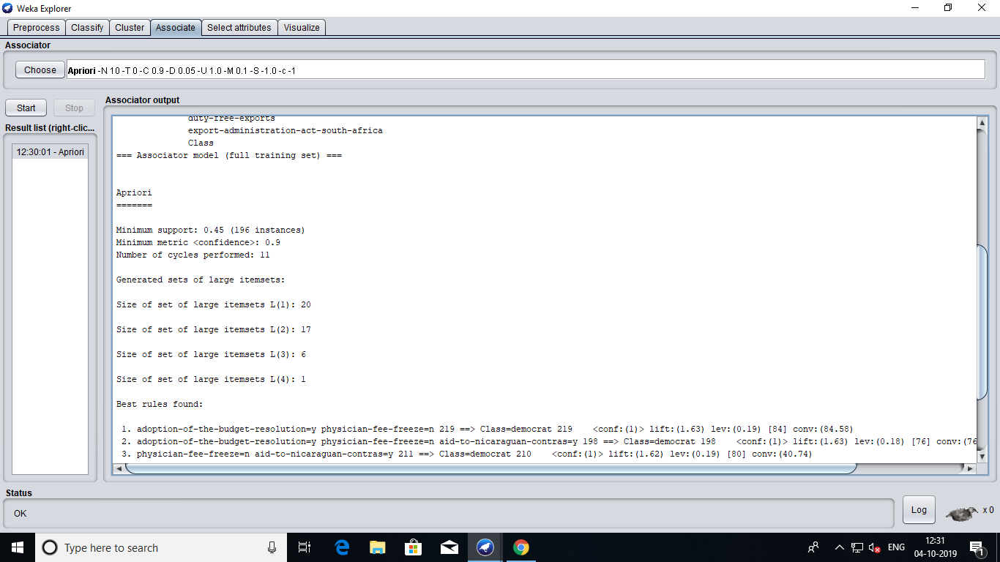 Weka Explorer
Preprocess Classify Cluster Associate Select attributes Visualize
Associator
Choose Apriori -N 10 -T 0 -C 0.9 -D 0.05 -U 1.0 -M 0.1 -S -1.0 -c -1
Start Stop
Result list (right-clic...
12:30:01 - Apriori
Associator output
duty-free-exports
export-administration-act-south-africa
Class
=== Associator model (full training set) ===
Apriori
=======
Minimum support: 0.45 (196 instances)
Minimum metric <confidence>: 0.9
Number of cycles performed: 11
Generated sets of large itemsets:
Size of set of large itemsets L(1): 20
Size of set of large itemsets L(2): 17
Size of set of large itemsets L(3): 6
Size of set of large itemsets L(4): 1
Best rules found:
1. adoption-of-the-budget-resolution=y physician-fee-freeze=n 219 ==> Class=democrat 219 <conf:(1)> lift:(1.63) lev:(0.19) [84] conv:(84.58)
2. adoption-of-the-budget-resolution=y physician-fee-freeze=n aid-to-nicaraguan-contras=y 198 ==> Class=democrat 198 <conf:(1)> lift:(1.63) lev:(0.18) [76] conv:(76
3. physician-fee-freeze=n aid-to-nicaraguan-contras=y 211 ==> Class=democrat 210 <conf:(1)> lift:(1.62) lev:(0.19) [80] conv:(40.74)
Status
OK
Log
x 0
Type here to search
ENG
12:31
04-10-2019
1